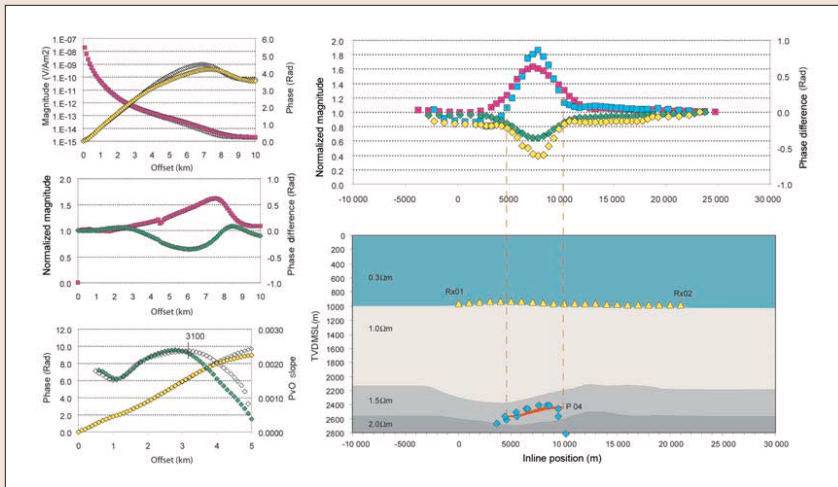 1.E-07
1.E-08
1.E-09
1.E-10
1.E-11
1.E-12
1.E-13
1.E-14
1.E-15
Magnitude (V/Am2)
6.0
5.0
4.0
3.0
2.0
1.0
0.0
Phase (Rad)
0 1 2 3 4 5 6 7 8 9 10
Offset (km)
2.0
1.5
1.0
0.5
0.0
Normalized magnitude
1.0
0.5
0.0
-0.5
-1.0
Phase difference (Rad)
0 1 2 3 4 5 6 7 8 9 10
Offset (km)
12.0
10.0
8.0
6.0
4.0
2.0
0.0
Phase (Rad)
3100
0.0030
0.0020
0.0010
0.0000
PvO slope
0 1 2 3 4 5
Offset (km)
2.0
1.8
1.6
1.4
1.2
1.0
0.8
0.6
0.4
0.2
0.0
Normalized magnitude
1.0
0.5
0.0
-0.5
-1.0
Phase difference (Rad)
-10 000 -5000 0 5000 10 000 15 000 20 000 25 000 30 000
0
200
400
600
800
1000
1200
1400
1600
1800
2000
2200
2400
2600
2800
TVDMSL(m)
0.3Ωm
Rx01 Rx02
1.0Ωm
1.5Ωm
P 04
2.0Ωm
-10 000 -5000 0 5000 10 000 15 000 20 000 25 000 30 000
Inline position (m)